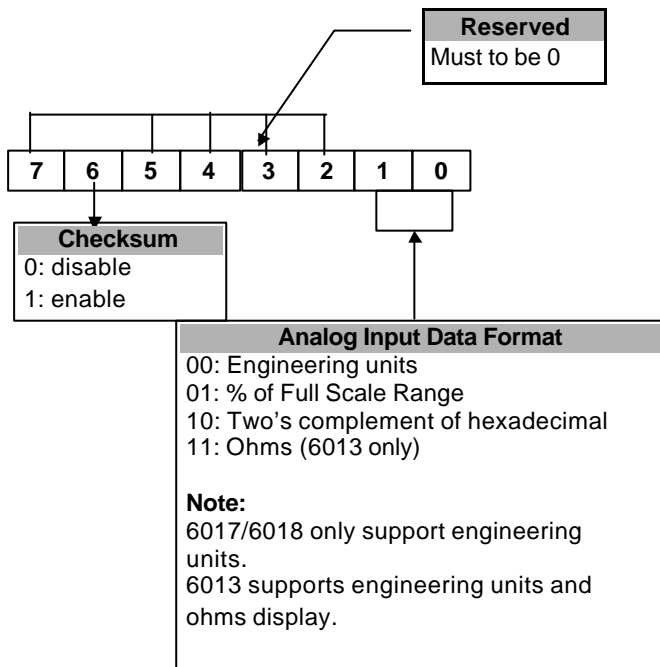 Reserved
Must to be 0
7 6 5 4 3 2 1 0
Checksum
0: disable
1: enable
Analog Input Data Format
00: Engineering units
01: % of Full Scale Range
10: Two's complement of hexadecimal
11: Ohms (6013 only)
Note:
6017/6018 only support engineering
units.
6013 supports engineering units and
ohms display.